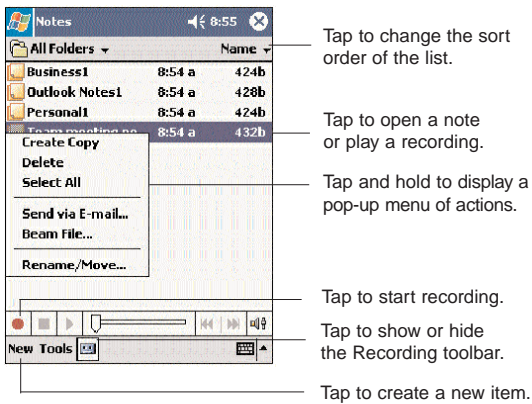 Notes 8:55
All Folders Name
Business1 8:54 a 424b
Outlook Notes1 8:54 a 428b
Personal1 8:54 a 424b
Team meeting no 8:54 a 432b
Create Copy
Delete
Select All
Send via E-mail...
Beam File...
Rename/Move...
New Tools
Tap to change the sort
order of the list.
Tap to open a note
or play a recording.
Tap and hold to display a
pop-up menu of actions.
Tap to start recording.
Tap to show or hide
the Recording toolbar.
Tap to create a new item.